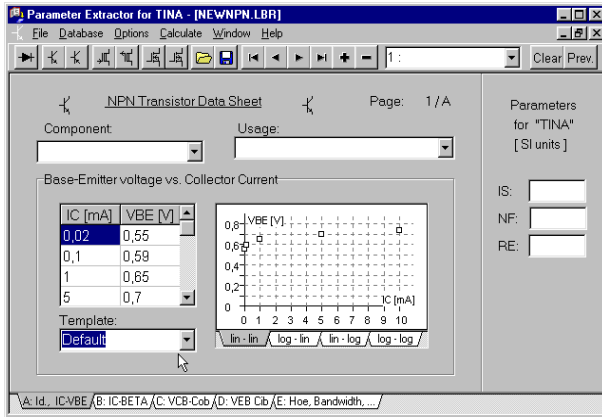 Parameter Extractor for TINA - [NEWNPN.LBR]
File Database Options Calculate Window Help
1 :
Clear Prev.
NPN Transistor Data Sheet
Page: 1 / A
Component:
Usage:
Parameters
for "TINA"
[ SI units ]
Base-Emitter voltage vs. Collector Current
IC [mA] VBE [V]
0,02 0,55
0,1 0,59
1 0,65
5 0,7
Template:
Default
VBE [V]
0,8
0,6
0,4
0,2
0
IC [mA]
0 1 2 3 4 5 6 7 8 9 10
lin - lin log - lin lin - log log - log
IS:
NF:
RE:
A: Id., IC-VBE B: IC-BETA C: VCB-Cob D: VEB Cib E: Hoe, Bandwidth, ...